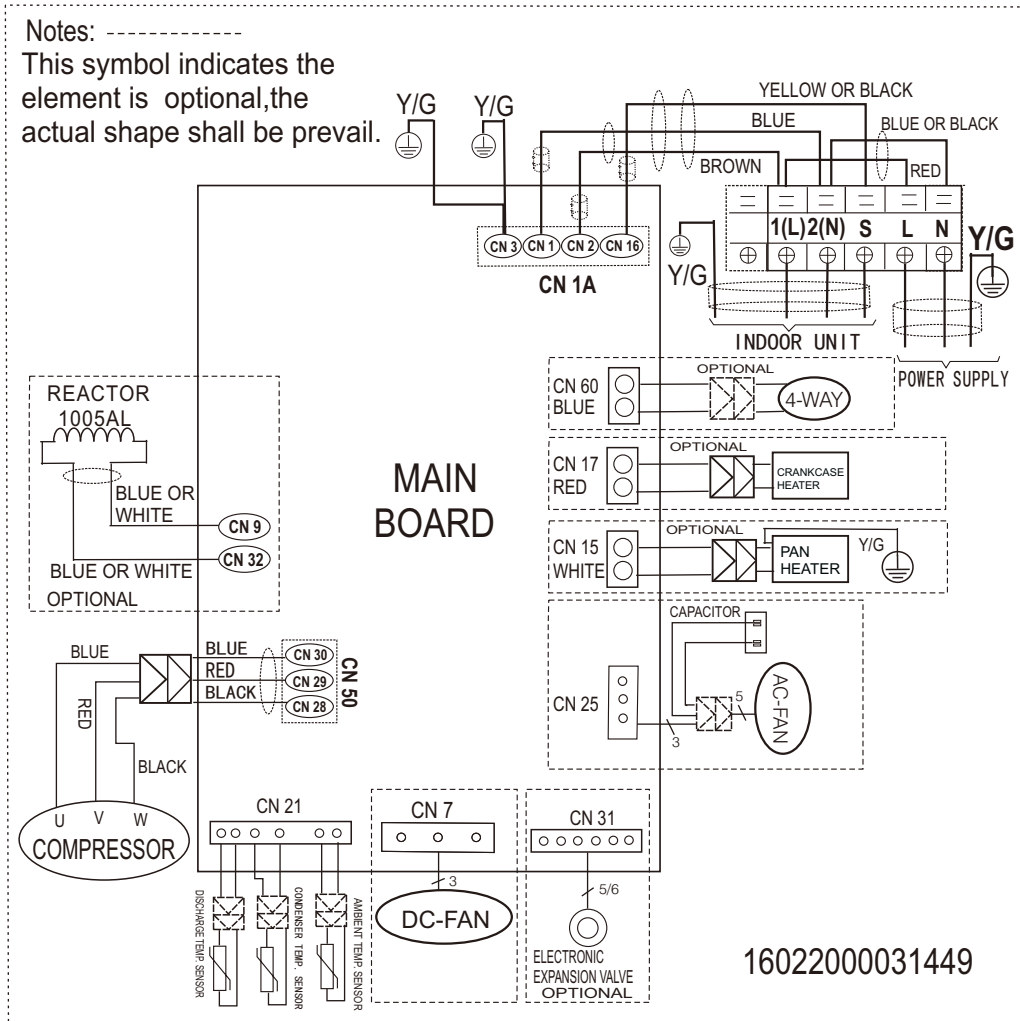 Notes: -------------
This symbol indicates the
element is optional,the
actual shape shall be prevail.
Y/G
Y/G
YELLOW OR BLACK
BLUE
BLUE OR BLACK
BROWN
RED
CN 3
CN 1
CN 2
CN 16
CN 1A
1(L)
2(N)
S
L
N
Y/G
Y/G
INDOOR UNIT
POWER SUPPLY
REACTOR
1005AL
BLUE OR
WHITE
CN 9
CN 32
BLUE OR WHITE
OPTIONAL
MAIN
BOARD
CN 60
BLUE
OPTIONAL
4-WAY
CN 17
RED
OPTIONAL
CRANKCASE
HEATER
CN 15
WHITE
OPTIONAL
PAN
HEATER
Y/G
CAPACITOR
CN 25
3
5
AC-FAN
BLUE
RED
BLACK
BLUE
RED
BLACK
CN 30
CN 29
CN 28
CN 50
U
V
W
COMPRESSOR
CN 21
DISCHARGE TEMP. SENSOR
CONDENSER TEMP. SENSOR
AMBIENT TEMP. SENSOR
CN 7
3
DC-FAN
CN 31
5/6
ELECTRONIC
EXPANSION VALVE
OPTIONAL
16022000031449